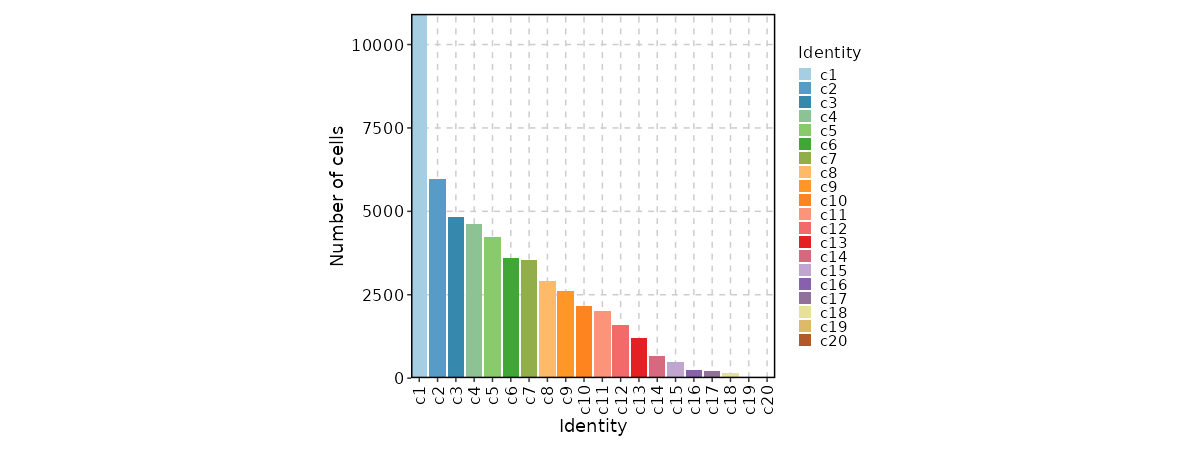 10000
7500
5000
2500
0
Number of cells
c1 c2 c3 c4 c5 c6 c7 c8 c9 c10 c11 c12 c13 c14 c15 c16 c17 c18 c19 c20
Identity
Identity
c1
c2
c3
c4
c5
c6
c7
c8
c9
c10
c11
c12
c13
c14
c15
c16
c17
c18
c19
c20